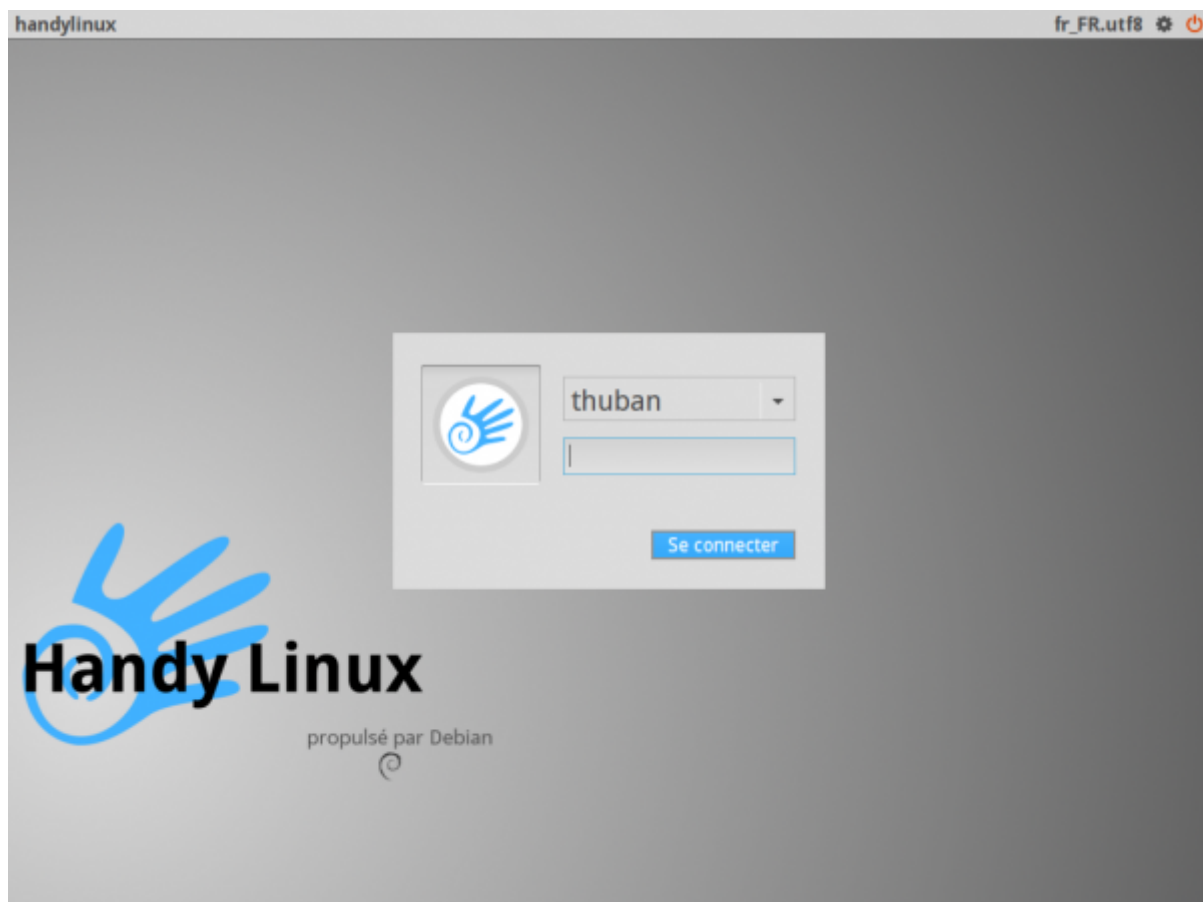 handylinux fr_FR.utf8
thuban
Se connecter
Handy Linux
propulsé par Debian